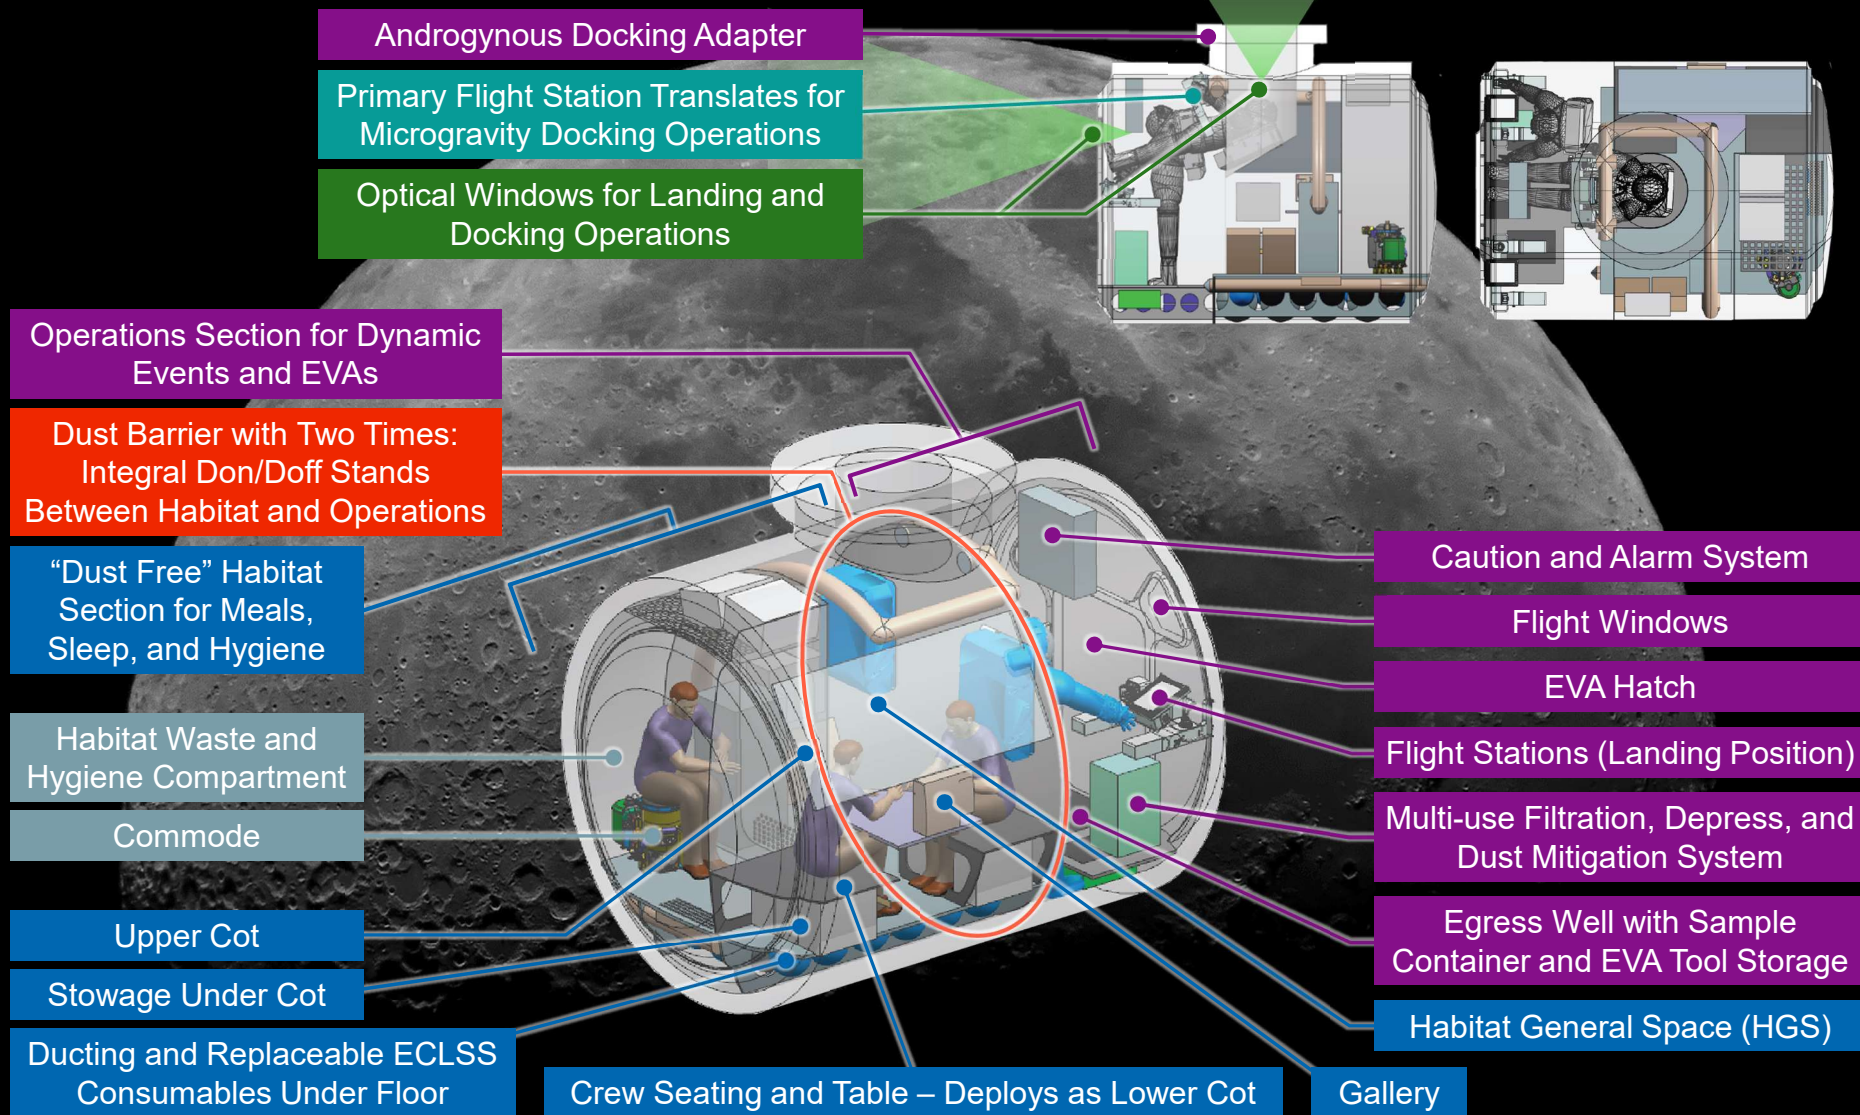 Androgynous Docking Adapter
Primary Flight Station Translates for
Microgravity Docking Operations
Optical Windows for Landing and
Docking Operations
Operations Section for Dynamic
Events and EVAs
Dust Barrier with Two Times:
Integral Don/Doff Stands
Between Habitat and Operations
“Dust Free” Habitat
Section for Meals,
Sleep, and Hygiene
Habitat Waste and
Hygiene Compartment
Commode
Upper Cot
Stowage Under Cot
Ducting and Replaceable ECLSS
Consumables Under Floor
Crew Seating and Table – Deploys as Lower Cot
Gallery
Caution and Alarm System
Flight Windows
EVA Hatch
Flight Stations (Landing Position)
Multi-use Filtration, Depress, and
Dust Mitigation System
Egress Well with Sample
Container and EVA Tool Storage
Habitat General Space (HGS)